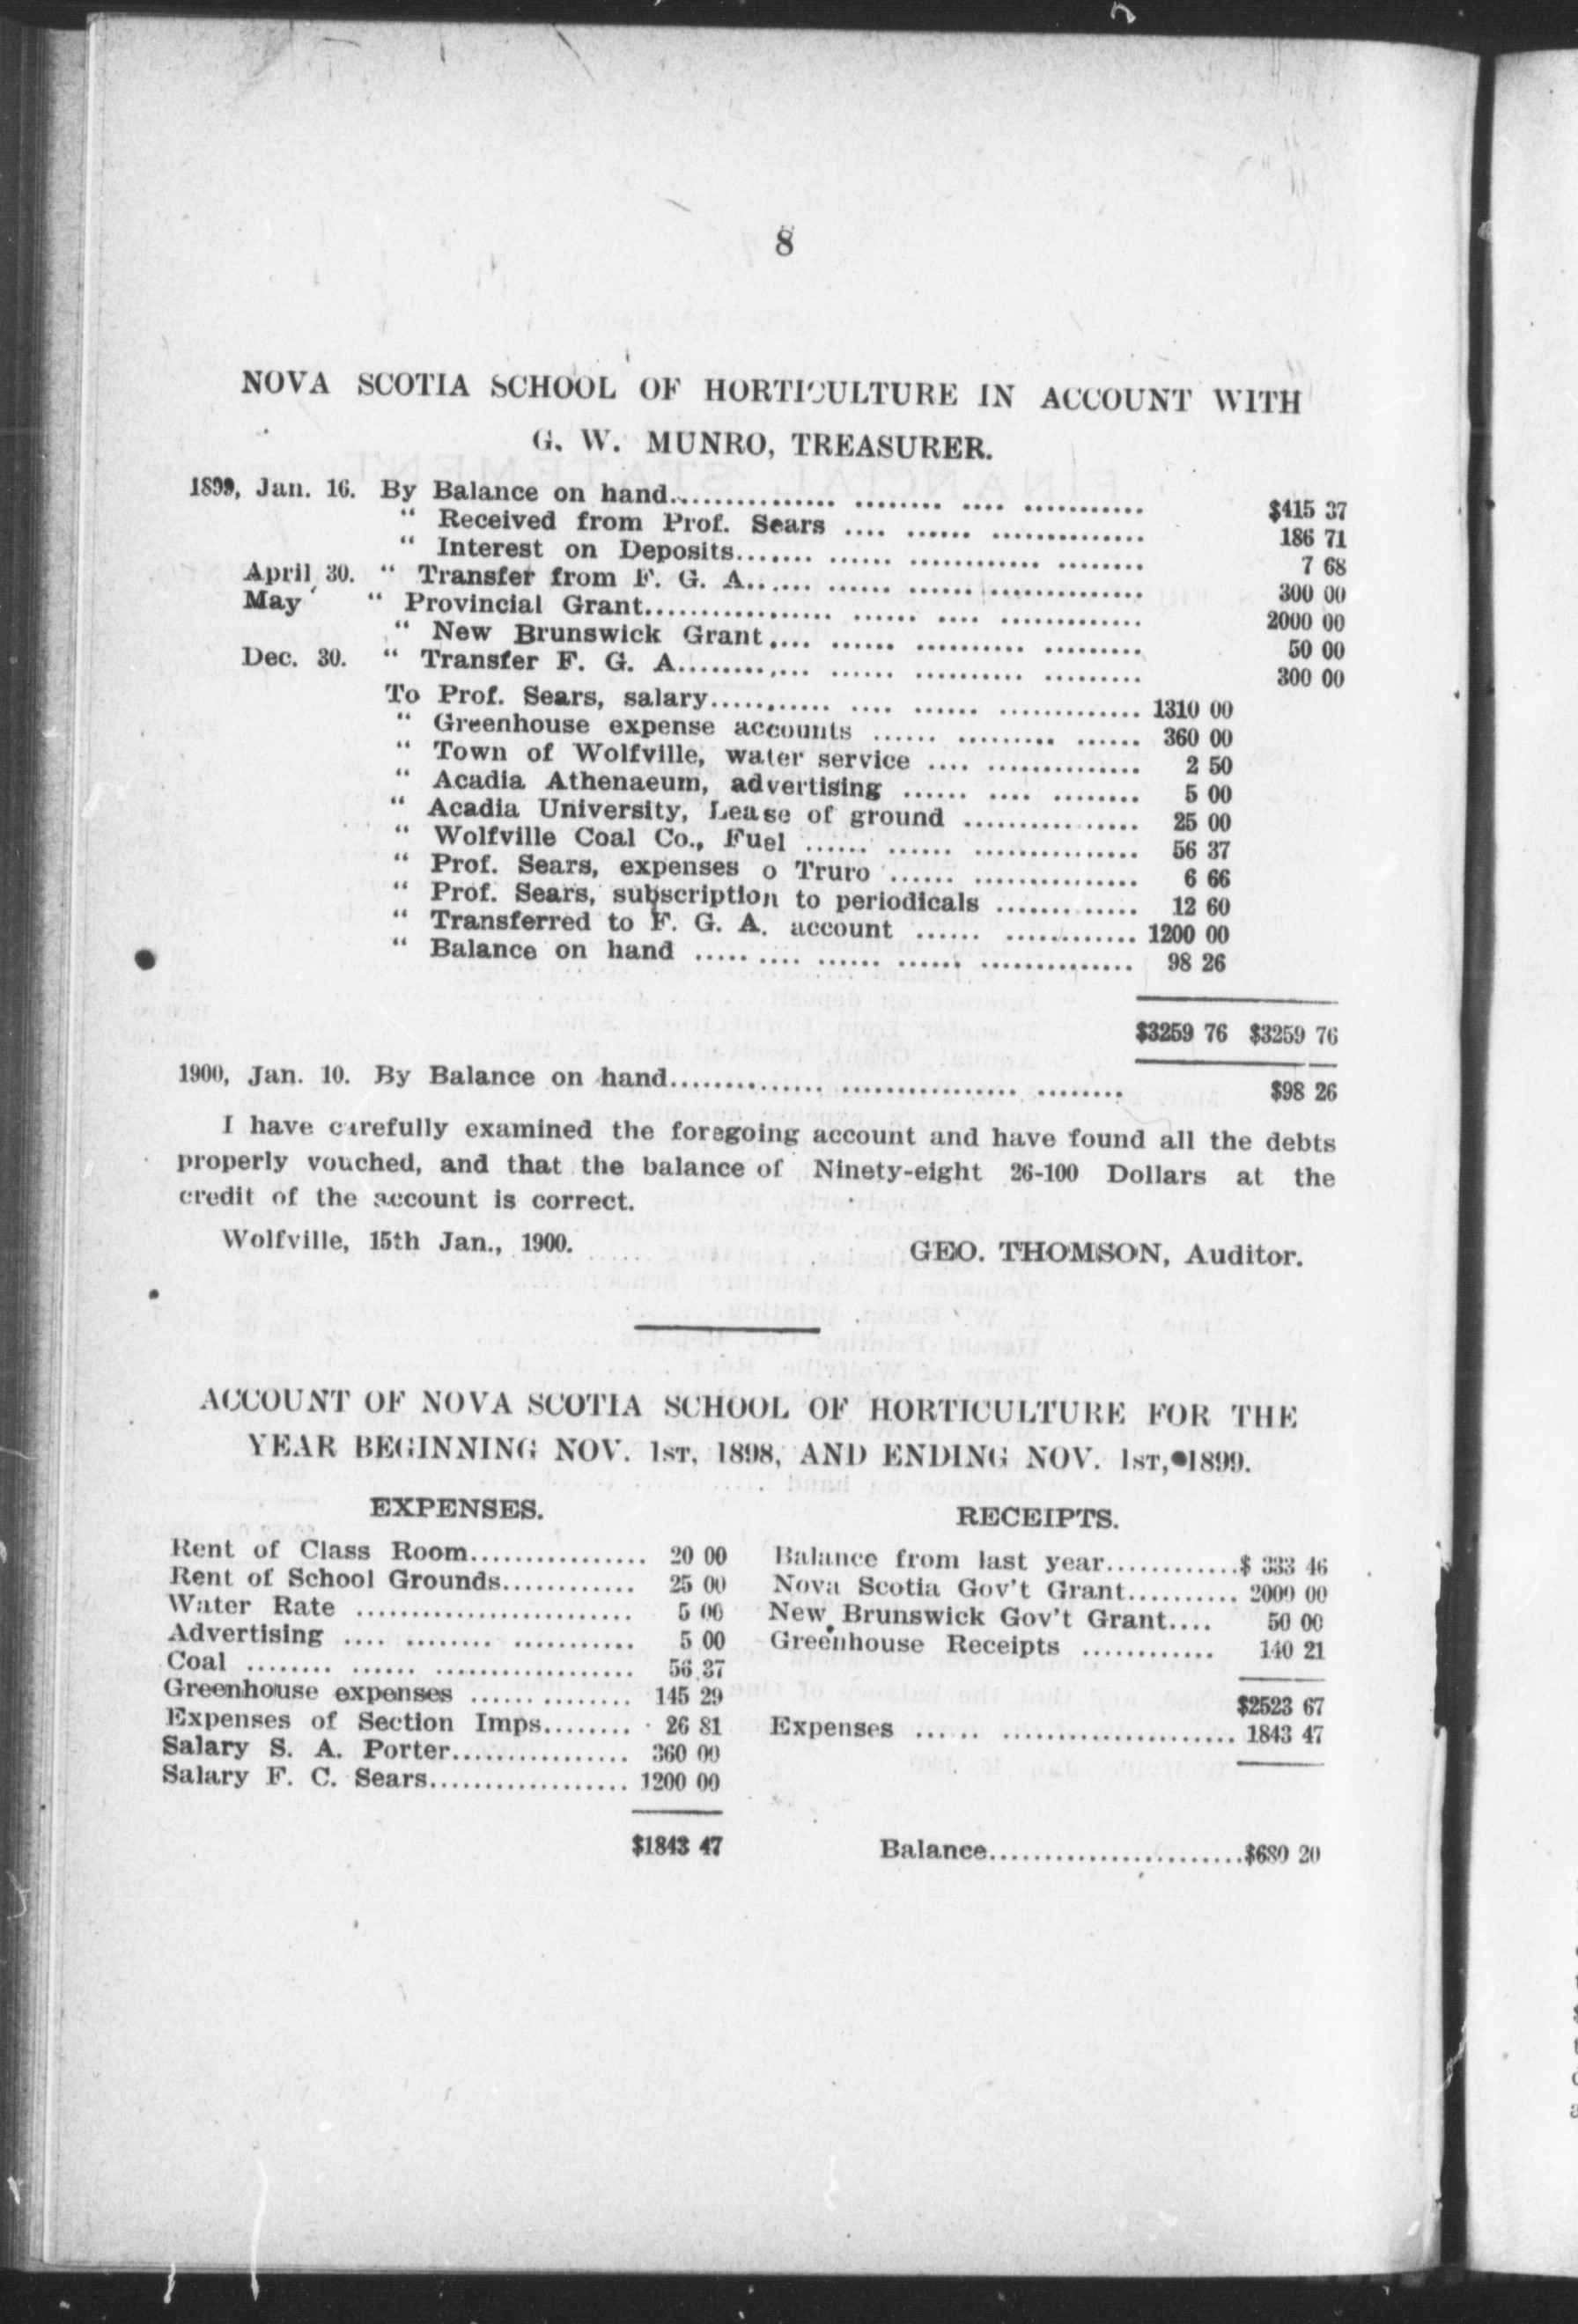 8
NOVA SCOTIA SCHOOL OF HORTICULTURE IN ACCOUNT WITH
G. W. MUNRO, TREASURER.
1899, Jan. 16. By Balance on hand.................. ......... .... ........... $415 37
" Received from Prof. Sears .... ...... .............. 186 71
" Interest on Deposits....... ...... ............ ........ 7 68
April 30. " Transfer from F. G. A...... ...... ...... .............. 300 00
May " Provincial Grant................. ...... .... ............. 2000 00
" New Brunswick Grant.... ...... .......... ......... 50 00
Dec. 30. " Transfer F. G. A............ ...... .......... ......... 300 00
To Prof. Sears, salary........... .... ...... ............. 1310 00
" Greenhouse expense accounts ...... ......... ...... 360 00
" Town of Wolfville, water service .... .............. 2 50
" Acadia Athenaeum, advertising ...... .... ........ 5 00
" Acadia University, Lease of ground ................ 25 00
" Wolfville Coal Co., Fuel ...... ...... ............... 56 37
" Prof. Sears, expenses o Truro ...... ............... 6 66
" Prof. Sears, subscription to periodicals ....... ..... 12 60
" Transferred to F. G. A. account ...... ............ 1200 00
" Balance on hand ..... .... ...... ...... .............. 98 26
$3259 76 $3259 76
1900, Jan. 10. By Balance on hand.............. ................ ........ $98 26
I have carefully examined the foregoing account and have found all the debts
properly vouched, and that the balance of Ninety-eight 26-100 Dollars at the
credit of the account is correct.
Wolfville, 15th Jan., 1900. GEO. THOMSON, Auditor.
ACCOUNT OF NOVA SCOTIA SCHOOL OF HORTICULTURE FOR THE
YEAR BEGINNING NOV. 1ST, 1898, AND ENDING NOV. 1ST, 1899.
EXPENSES.
Rent of Class Room................ 20 00
Rent of School Grounds............ 25 00
Water Rate ......................... 5 00
Advertising .... ........ ........... 5 00
Coal ........ ...... .................. 56 37
Greenhouse expenses ...... ........ 145 29
Expenses of Section Imps........ 26 81
Salary S. A. Porter................ 360 00
Salary F. C. Sears.................. 1200 00
$1843 47
RECEIPTS.
Balance from last year............$ 333 46
Nova Scotia Gov't Grant.......... 2000 00
New Brunswick Gov't Grant.... 50 00
Greenhouse Receipts ............ 140 21
$2523 67
Expenses ...... ..................... 1843 47
Balance.......................$680 20